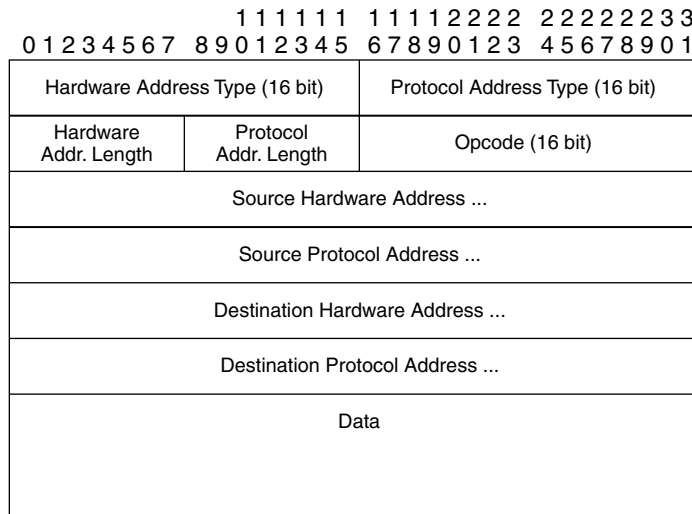 1 1 1 1 1 1 1 1 1 1 2 2 2 2 2 2 2 2 2 2 3 3
0 1 2 3 4 5 6 7 8 9 0 1 2 3 4 5 6 7 8 9 0 1 2 3 4 5 6 7 8 9 0 1
Hardware Address Type (16 bit) Protocol Address Type (16 bit)
Hardware Addr. Length
Protocol Addr. Length
Opcode (16 bit)
Source Hardware Address ...
Source Protocol Address ...
Destination Hardware Address ...
Destination Protocol Address ...
Data